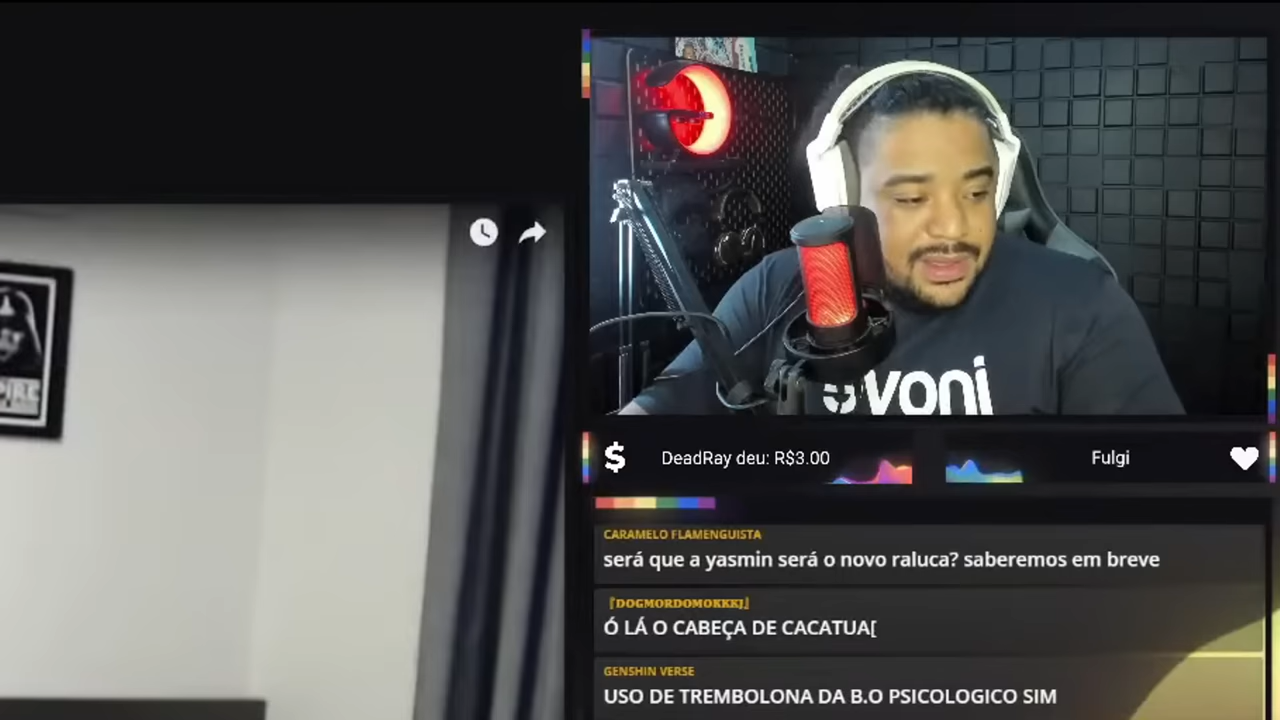 voni
$ DeadRay deu: R$3.00
Fulgi
CARAMELO FLAMENGUISTA
será que a yasmin será o novo raluca? saberemos em breve
『DOGMORDOMOKKKJ』
Ó LÁ O CABEÇA DE CACATUA[
GENSHIN VERSE
USO DE TREMBOLONA DA B.O PSICOLOGICO SIM